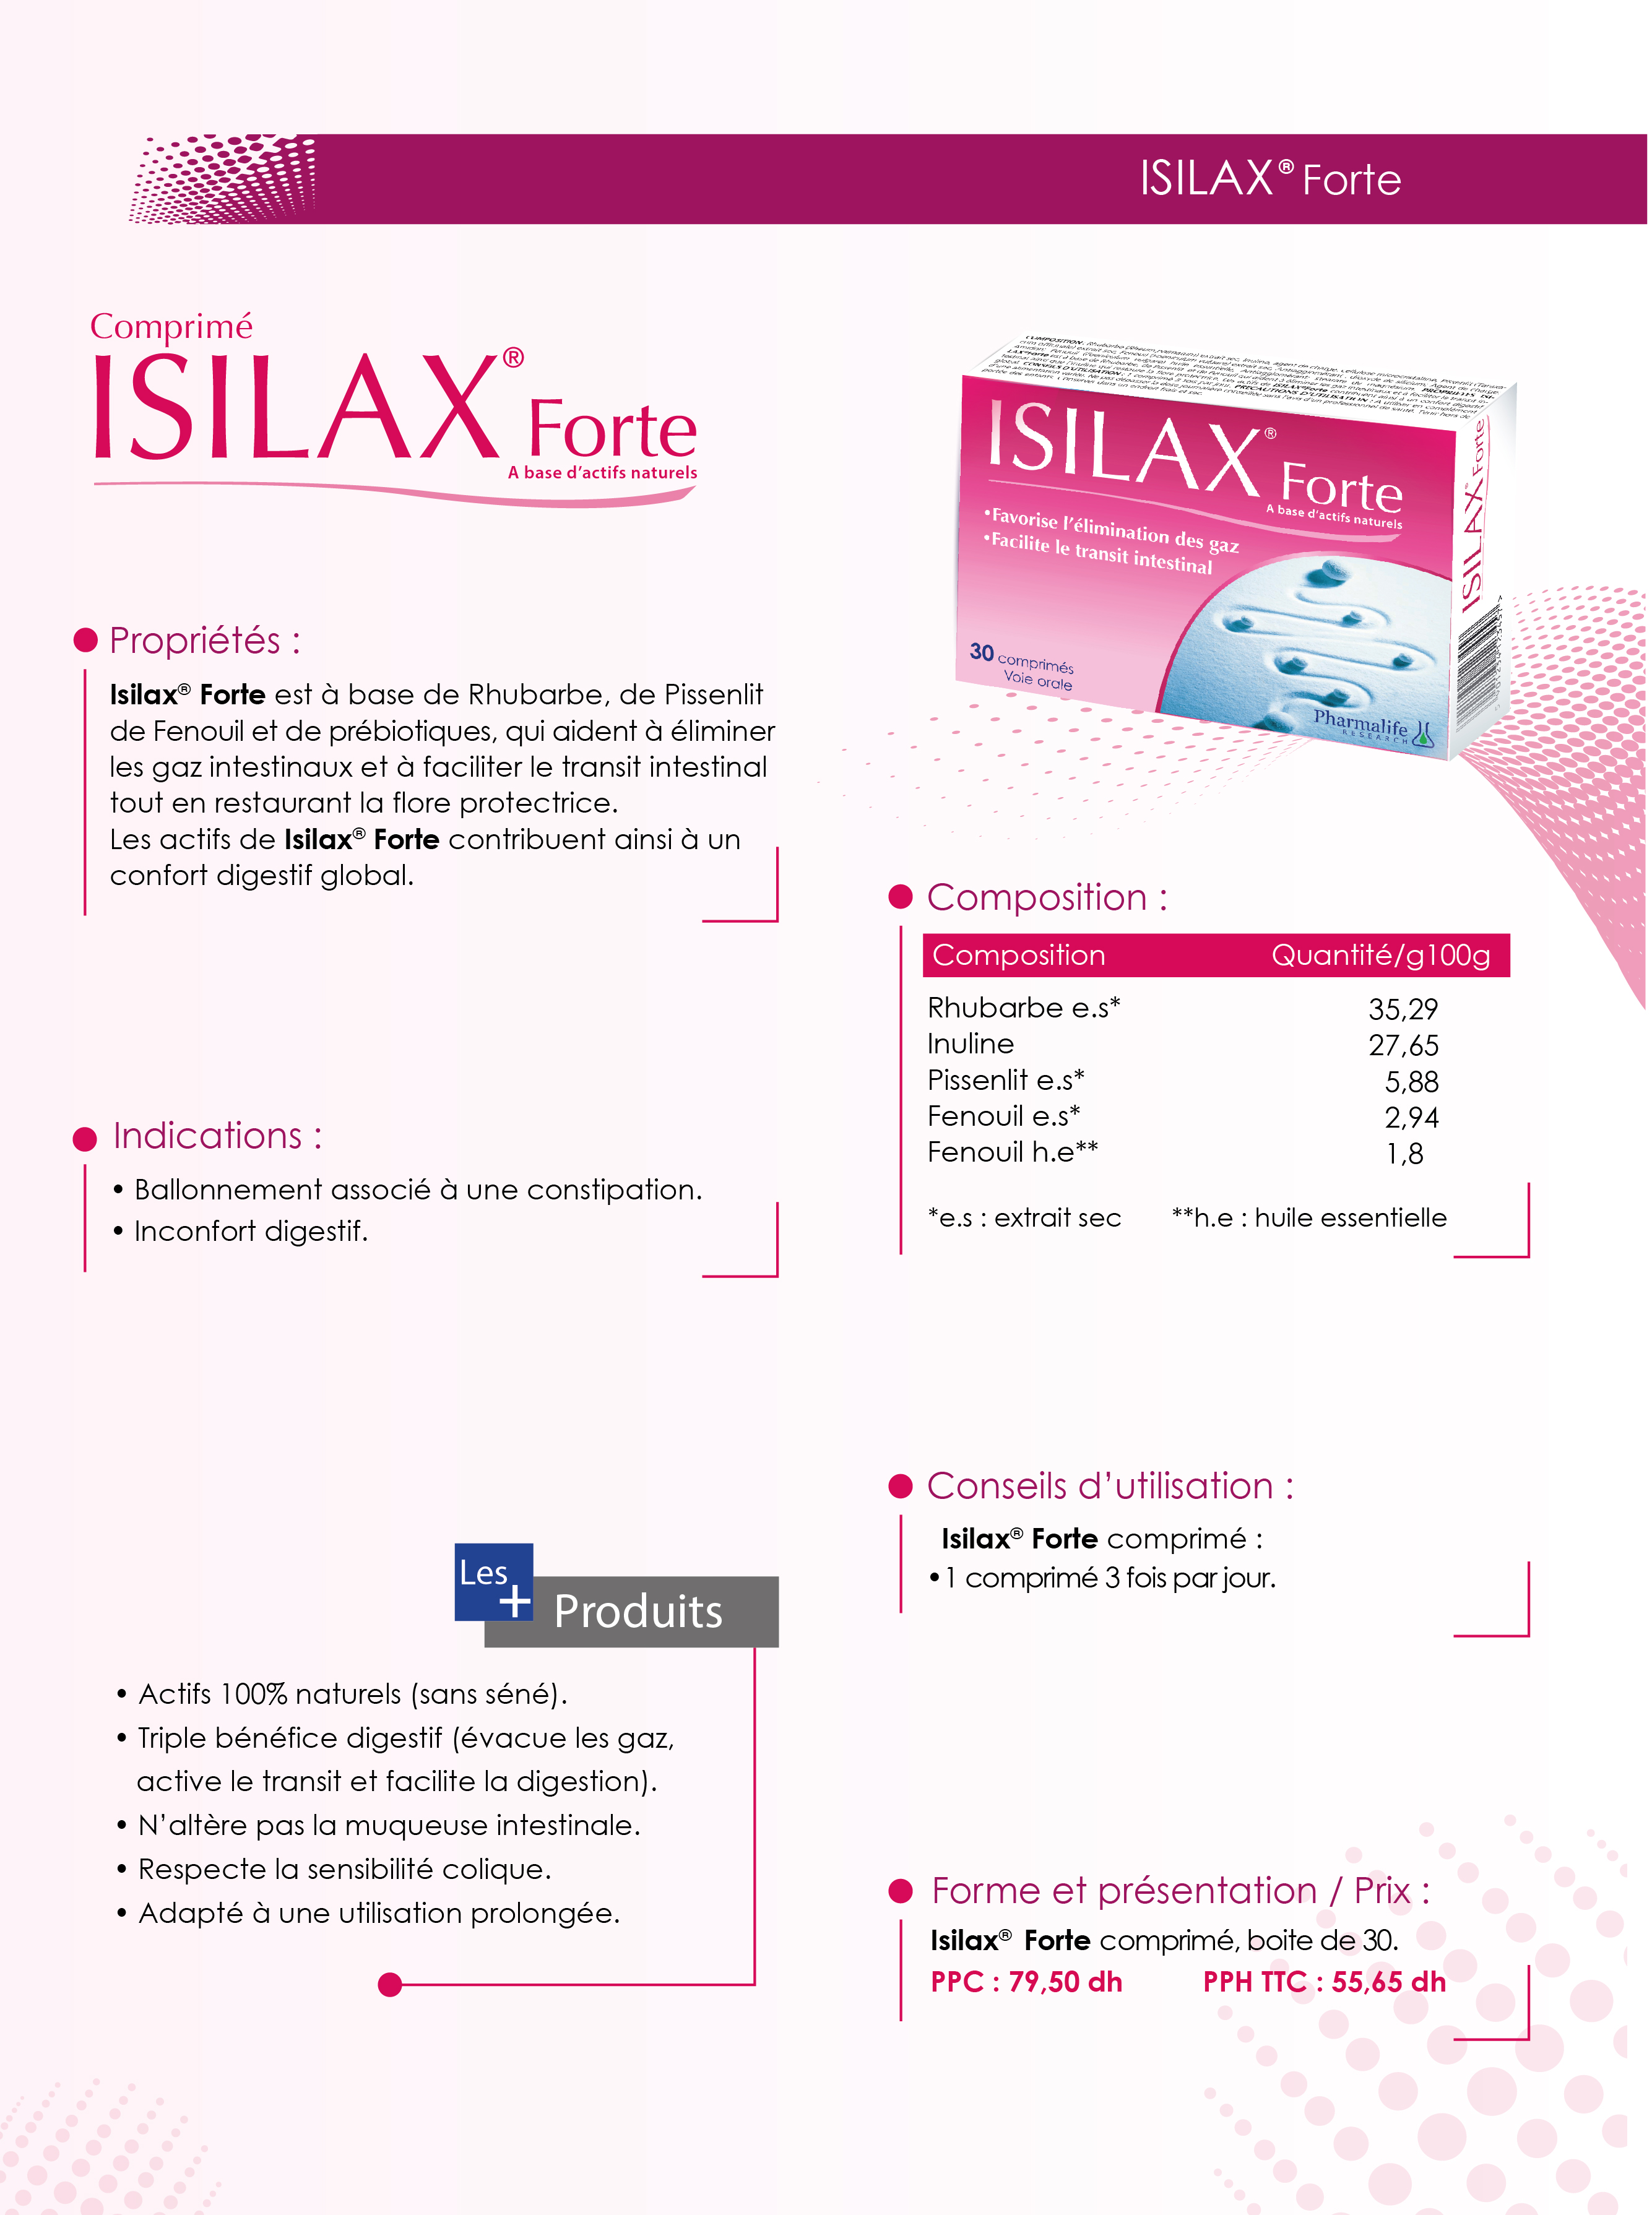 ISILAX® Forte
Comprimé
ISILAX® Forte
A base d'actifs naturels
ISILAX® Forte
A base d'actifs naturels
•Favorise l'élimination des gaz
•Facilite le transit intestinal
30 comprimés
Voie orale
Pharmalife
RESEARCH
ISILAX® Forte
Propriétés :
Isilax® Forte est à base de Rhubarbe, de Pissenlit
de Fenouil et de prébiotiques, qui aident à éliminer
les gaz intestinaux et à faciliter le transit intestinal
tout en restaurant la flore protectrice.
Les actifs de Isilax® Forte contribuent ainsi à un
confort digestif global.
Indications :
• Ballonnement associé à une constipation.
• Inconfort digestif.
Les +
Produits
• Actifs 100% naturels (sans séné).
• Triple bénéfice digestif (évacue les gaz,
active le transit et facilite la digestion).
• N'altère pas la muqueuse intestinale.
• Respecte la sensibilité colique.
• Adapté à une utilisation prolongée.
Composition :
Composition Quantité/g100g
Rhubarbe e.s* 35,29
Inuline 27,65
Pissenlit e.s* 5,88
Fenouil e.s* 2,94
Fenouil h.e** 1,8
*e.s : extrait sec **h.e : huile essentielle
Conseils d'utilisation :
Isilax® Forte comprimé :
•1 comprimé 3 fois par jour.
Forme et présentation / Prix :
Isilax® Forte comprimé, boite de 30.
PPC : 79,50 dh PPH TTC : 55,65 dh